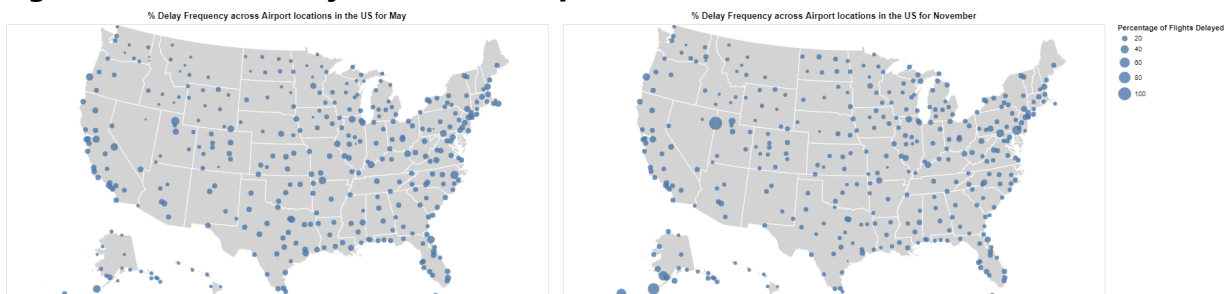 % Delay Frequency across Airport locations in the US for May
% Delay Frequency across Airport locations in the US for November
Percentage of Flights Delayed
20
40
60
80
100